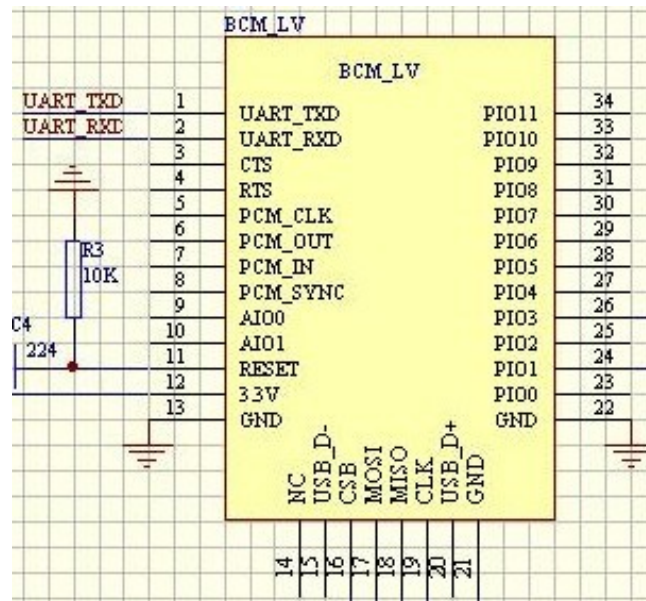 BCM_LV
BCM_LV
UART_TXD 1 UART_TXD PIO11 34
UART_RXD 2 UART_RXD PIO10 33
3 CTS PIO9 32
4 RTS PIO8 31
5 PCM_CLK PIO7 30
6 PCM_OUT PIO6 29
R3 7 PCM_IN PIO5 28
10K 8 PCM_SYNC PIO4 27
9 AIO0 PIO3 26
C4 10 AIO1 PIO2 25
224 11 RESET PIO1 24
12 3.3V PIO0 23
13 GND GND 22
NC USB_D- CSB MOSI MISO CLK USB_D+ GND
14 15 16 17 18 19 20 21